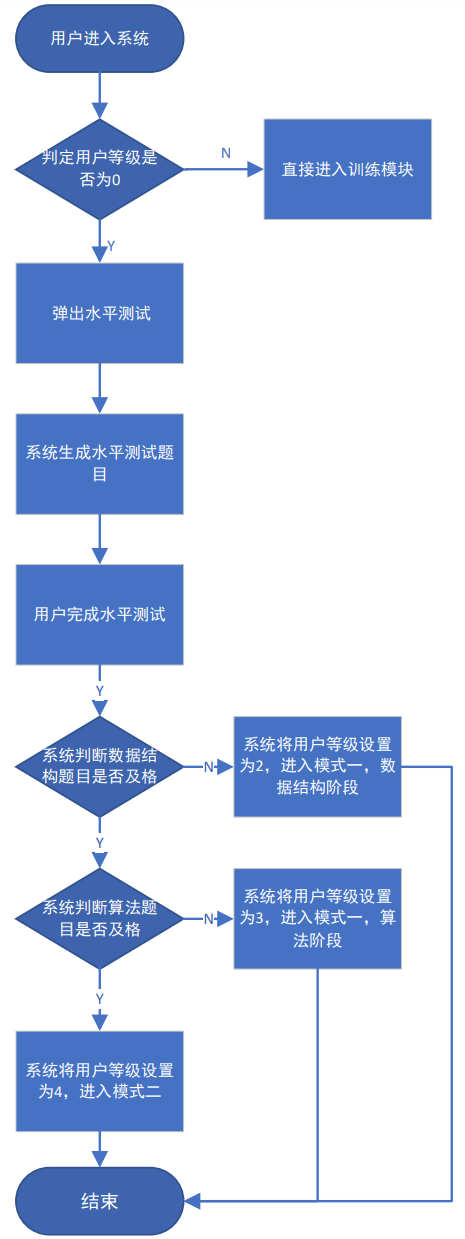 用户进入系统
判定用户等级是
否为0
N
直接进入训练模块
Y
弹出水平测试
系统生成水平测试题
目
用户完成水平测试
Y
系统判断数据结
构题目是否及格
N
系统将用户等级设置
为2，进入模式一，数
据结构阶段
Y
系统判断算法题
目是否及格
N
系统将用户等级设置
为3，进入模式一，算
法阶段
Y
系统将用户等级设置
为4，进入模式二
结束